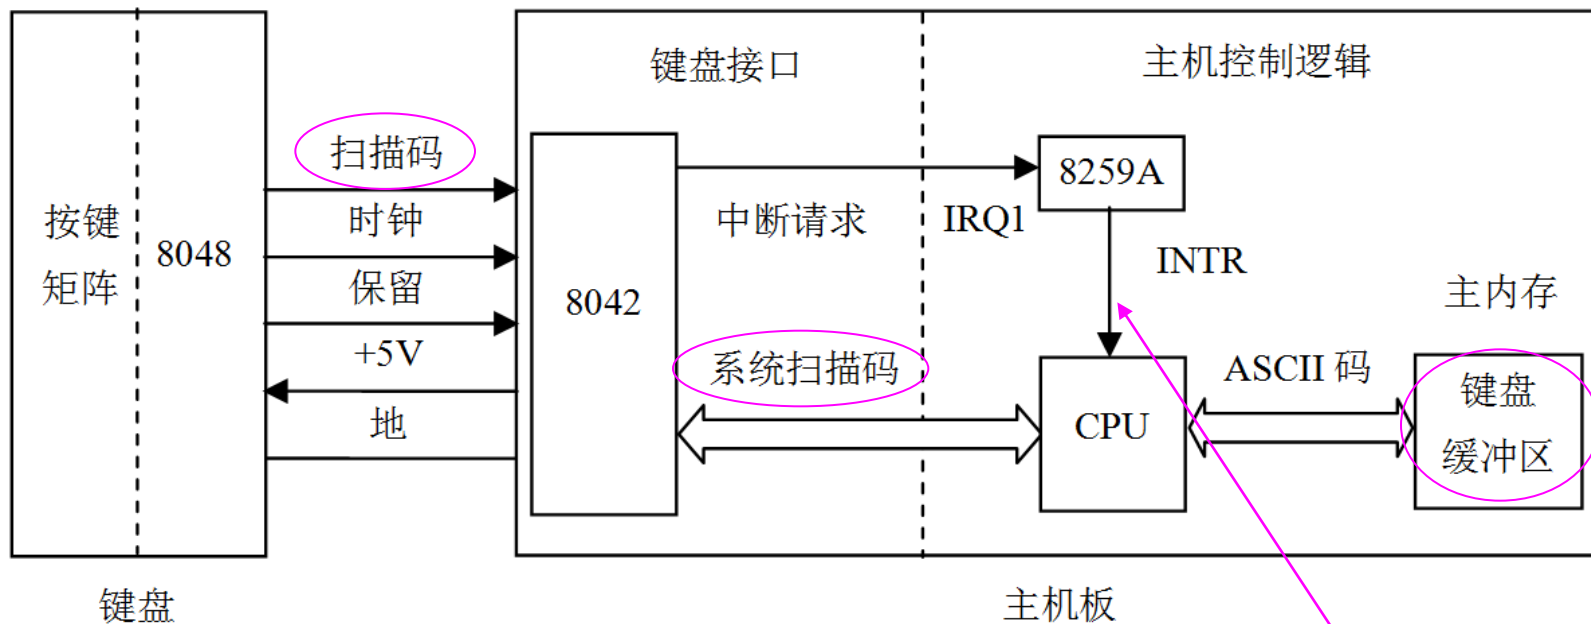 键盘接口
主机控制逻辑
扫描码
8259A
按键
矩阵
8048
时钟
中断请求
IRQ1
INTR
保留
8042
主内存
+5V
系统扫描码
ASCII 码
键盘
缓冲区
CPU
地
键盘
主机板